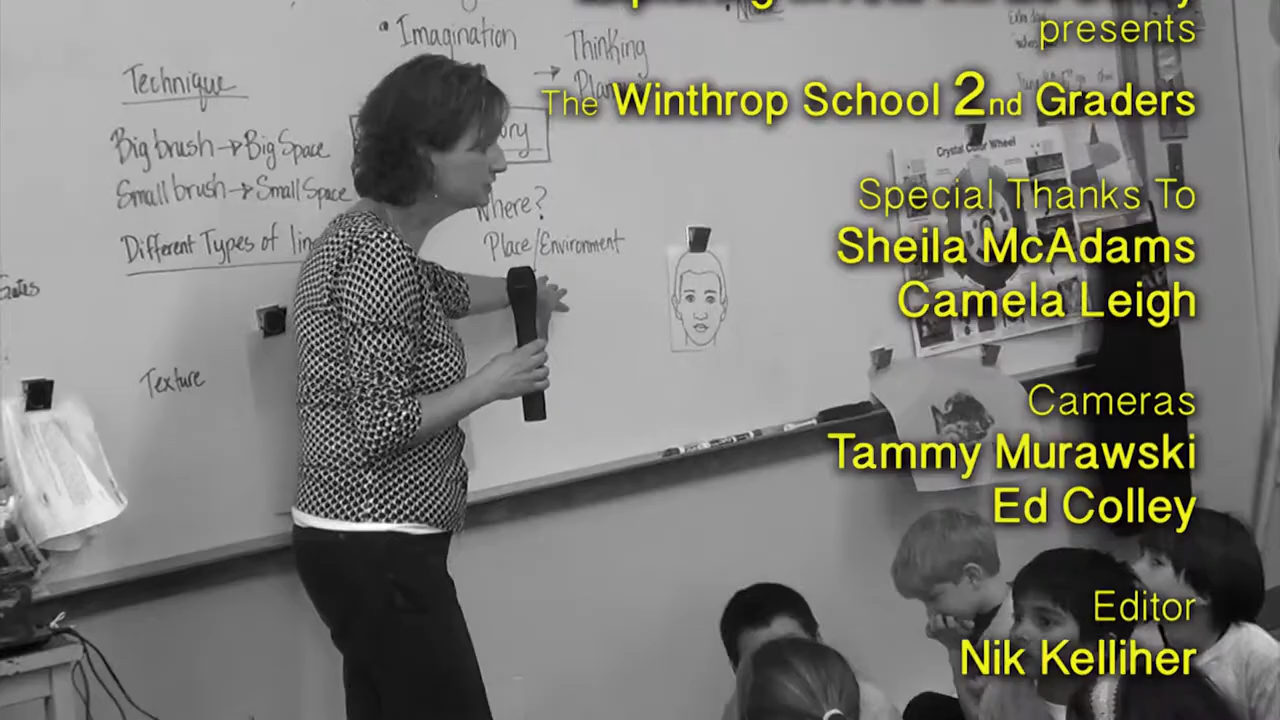 presents
The Winthrop School 2nd Graders
Special Thanks To
Sheila McAdams
Camela Leigh
Cameras
Tammy Murawski
Ed Colley
Editor
Nik Kelliher
• Imagination
Thinking
Technique
Big brush → Big Space
Small brush → Small Space
Different Types of
Where?
Place/Environment
Texture
Crystal Color Wheel